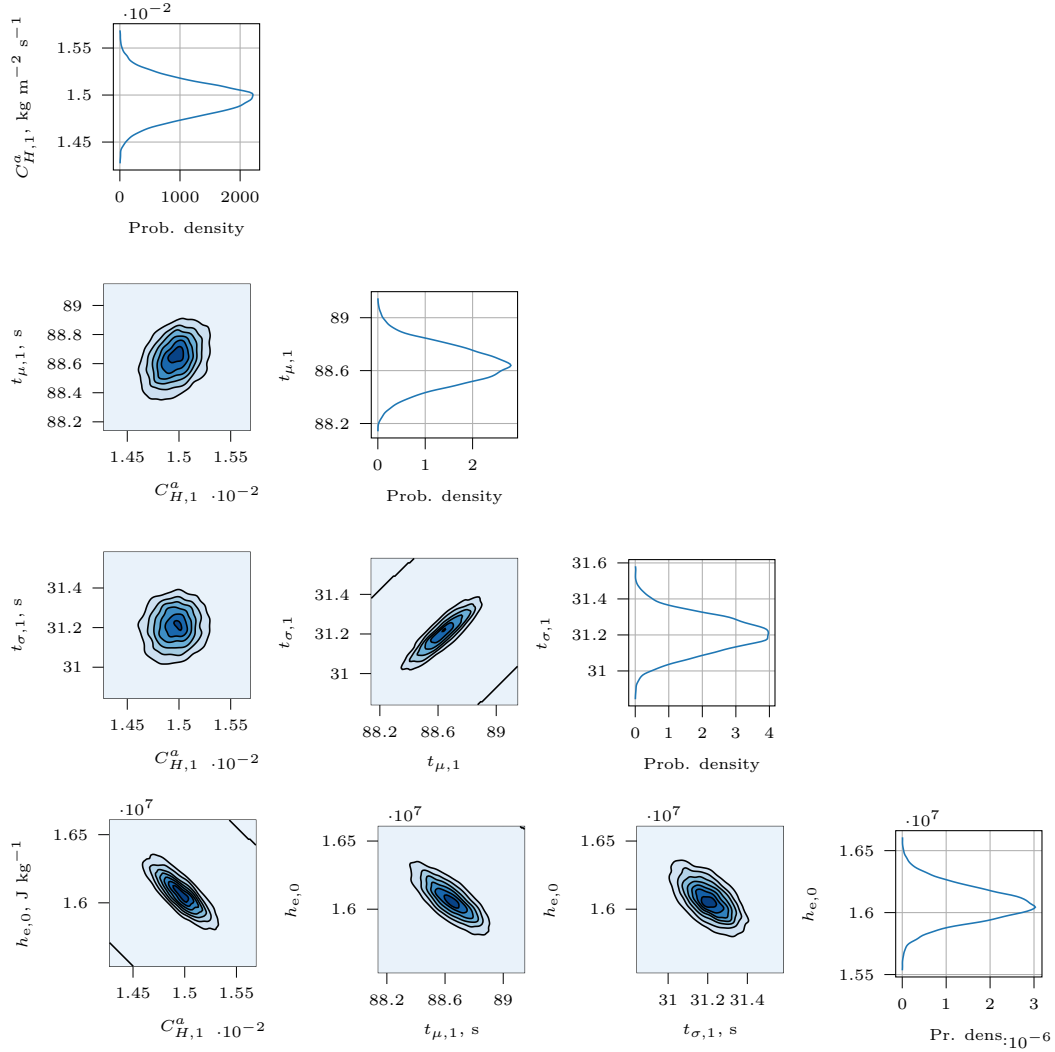 ·10⁻²
C^a_{H,1}, kg m⁻² s⁻¹
1.55
1.5
1.45
0 1000 2000
Prob. density
t_{μ,1}, s
89
88.8
88.6
88.4
88.2
1.45 1.5 1.55
C^a_{H,1} ·10⁻²
t_{μ,1}
89
88.6
88.2
0 1 2
Prob. density
t_{σ,1}, s
31.4
31.2
31
1.45 1.5 1.55
C^a_{H,1} ·10⁻²
t_{σ,1}
31.4
31.2
31
88.2 88.6 89
t_{μ,1}
t_{σ,1}
31.6
31.4
31.2
31
0 1 2 3 4
Prob. density
·10⁷
h_{e,0}, J kg⁻¹
1.65
1.6
1.45 1.5 1.55
C^a_{H,1} ·10⁻²
·10⁷
h_{e,0}
1.65
1.6
88.2 88.6 89
t_{μ,1}, s
·10⁷
h_{e,0}
1.65
1.6
31 31.2 31.4
t_{σ,1}, s
·10⁷
h_{e,0}
1.65
1.6
1.55
0 1 2 3
Pr. dens. ·10⁻⁶